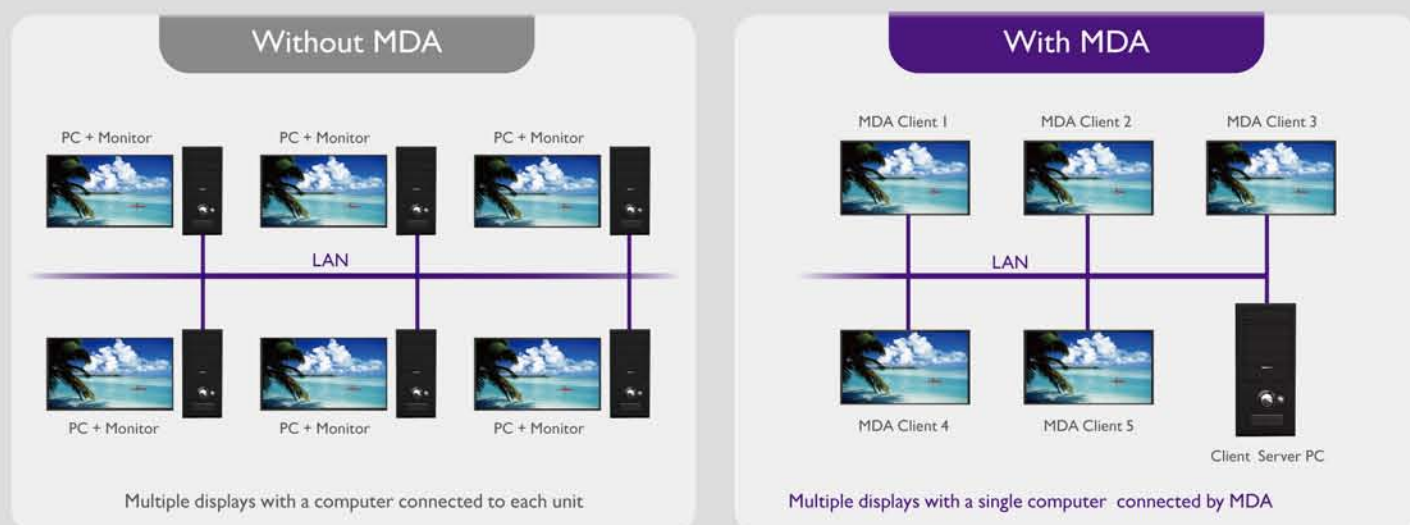 Without MDA
PC + Monitor
PC + Monitor
PC + Monitor
LAN
PC + Monitor
PC + Monitor
PC + Monitor
Multiple displays with a computer connected to each unit
With MDA
MDA Client 1
MDA Client 2
MDA Client 3
LAN
MDA Client 4
MDA Client 5
Client Server PC
Multiple displays with a single computer connected by MDA